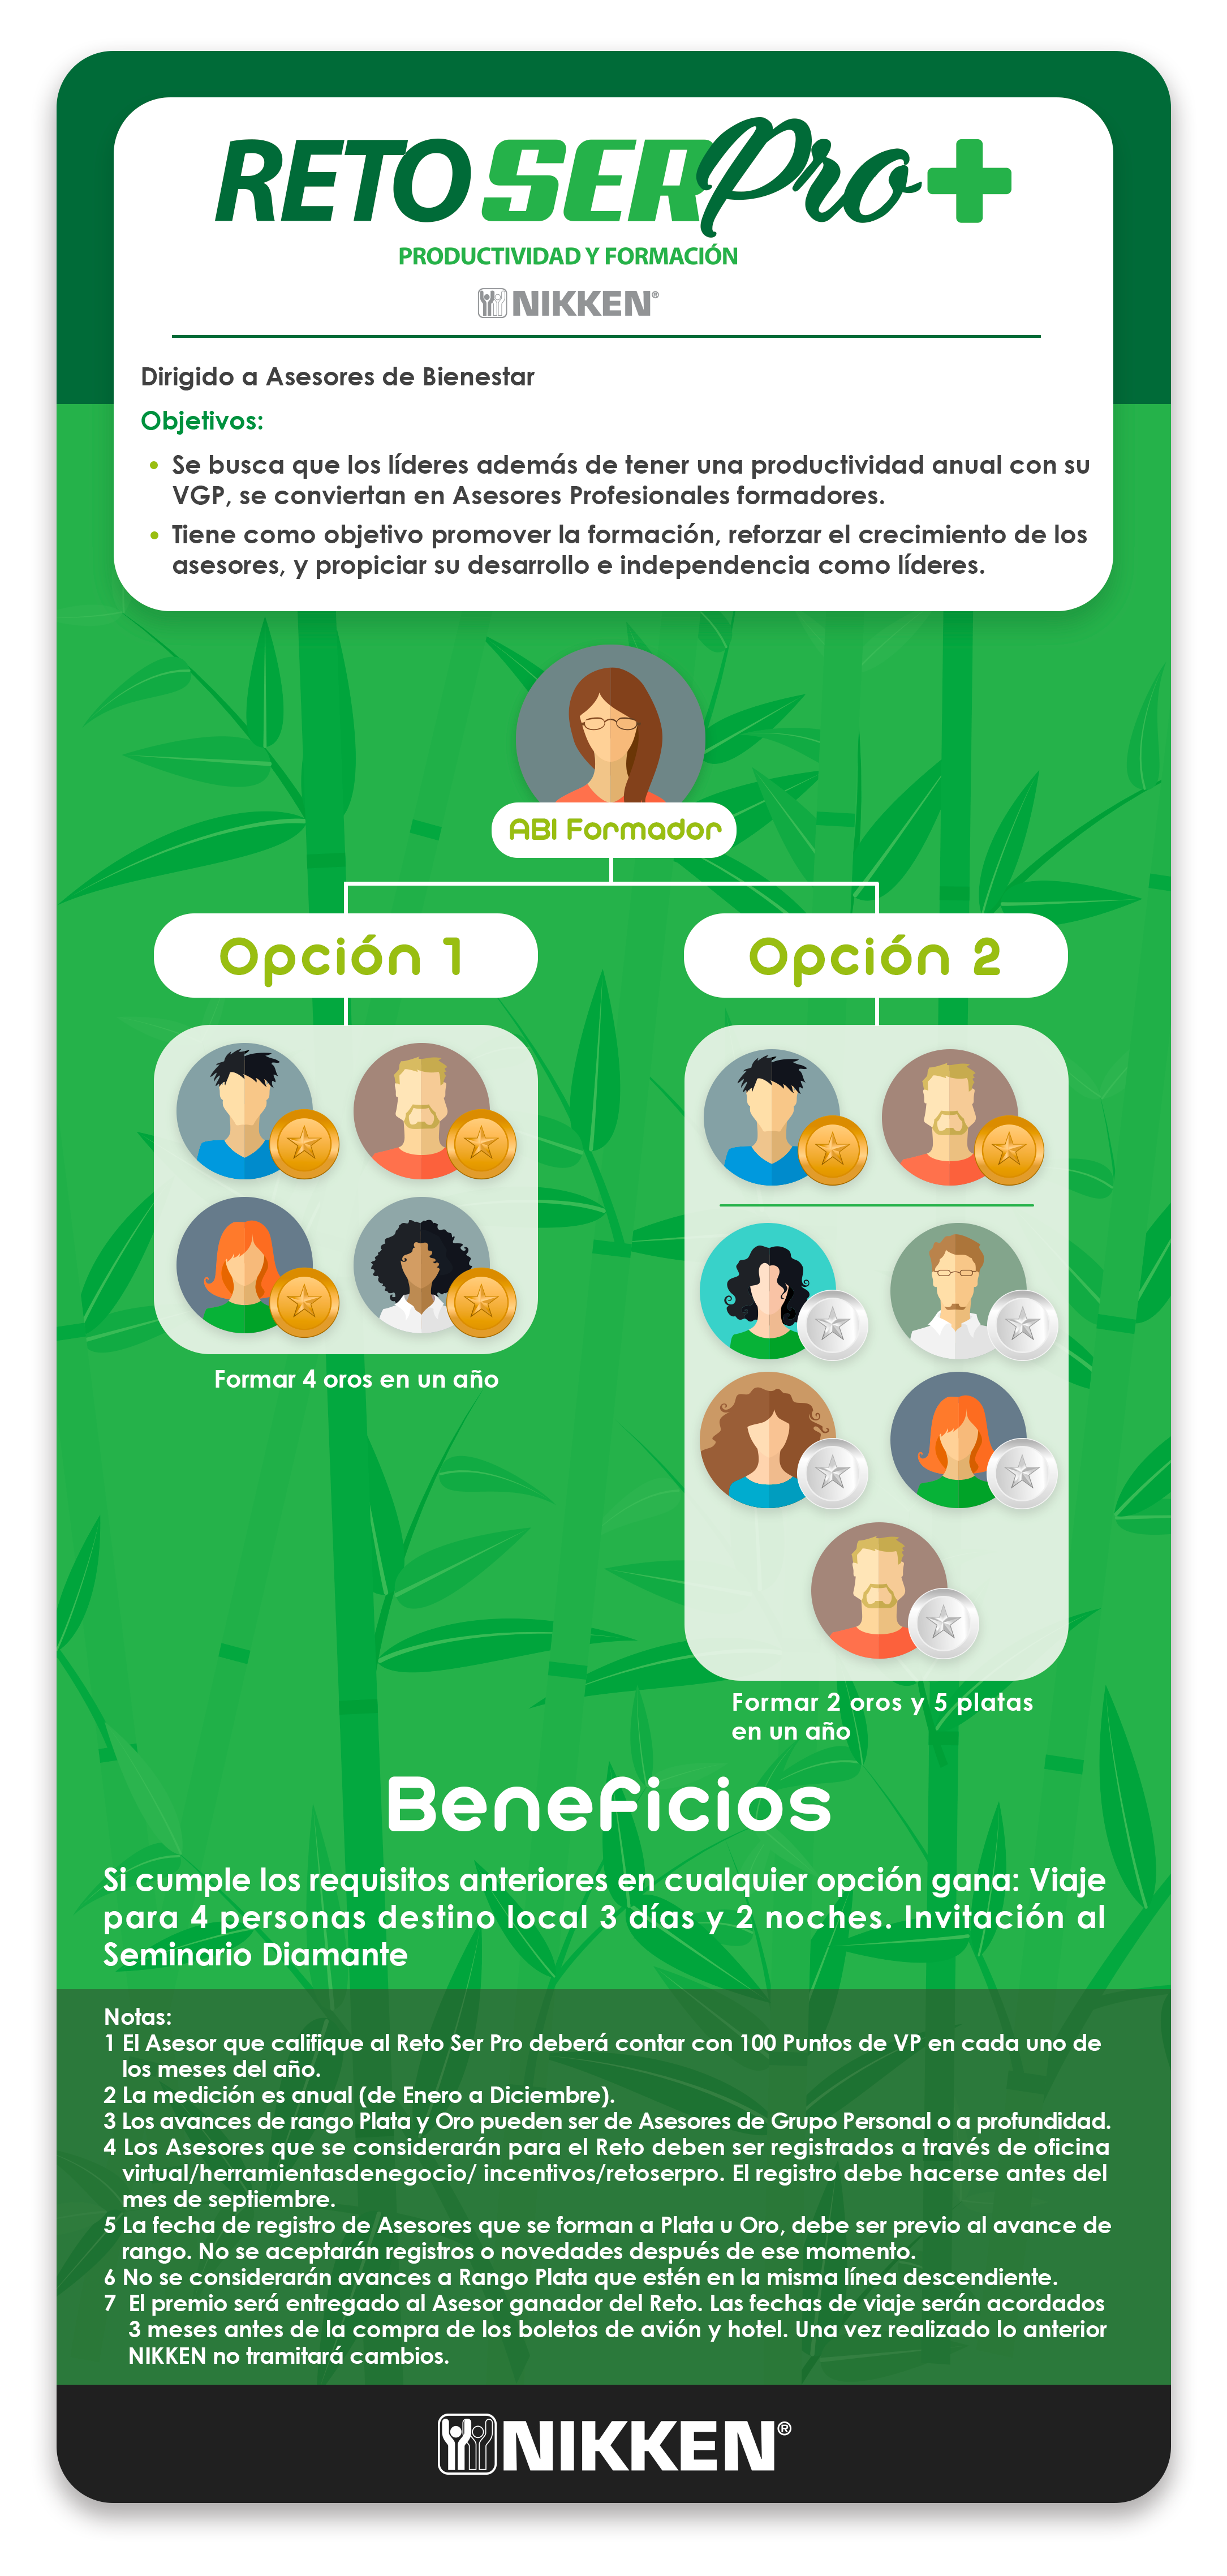 RETO SER Pro +
PRODUCTIVIDAD Y FORMACIÓN
NIKKEN®
Dirigido a Asesores de Bienestar
Objetivos:
• Se busca que los líderes además de tener una productividad anual con su
VGP, se conviertan en Asesores Profesionales formadores.
• Tiene como objetivo promover la formación, reforzar el crecimiento de los
asesores, y propiciar su desarrollo e independencia como líderes.
ABI Formador
Opción 1
Opción 2
Formar 4 oros en un año
Formar 2 oros y 5 platas
en un año
Beneficios
Si cumple los requisitos anteriores en cualquier opción gana: Viaje
para 4 personas destino local 3 días y 2 noches. Invitación al
Seminario Diamante
Notas:
1 El Asesor que califique al Reto Ser Pro deberá contar con 100 Puntos de VP en cada uno de
los meses del año.
2 La medición es anual (de Enero a Diciembre).
3 Los avances de rango Plata y Oro pueden ser de Asesores de Grupo Personal o a profundidad.
4 Los Asesores que se considerarán para el Reto deben ser registrados a través de oficina
virtual/herramientasdenegocio/ incentivos/retoserpro. El registro debe hacerse antes del
mes de septiembre.
5 La fecha de registro de Asesores que se forman a Plata u Oro, debe ser previo al avance de
rango. No se aceptarán registros o novedades después de ese momento.
6 No se considerarán avances a Rango Plata que estén en la misma línea descendiente.
7 El premio será entregado al Asesor ganador del Reto. Las fechas de viaje serán acordados
3 meses antes de la compra de los boletos de avión y hotel. Una vez realizado lo anterior
NIKKEN no tramitará cambios.
NIKKEN®